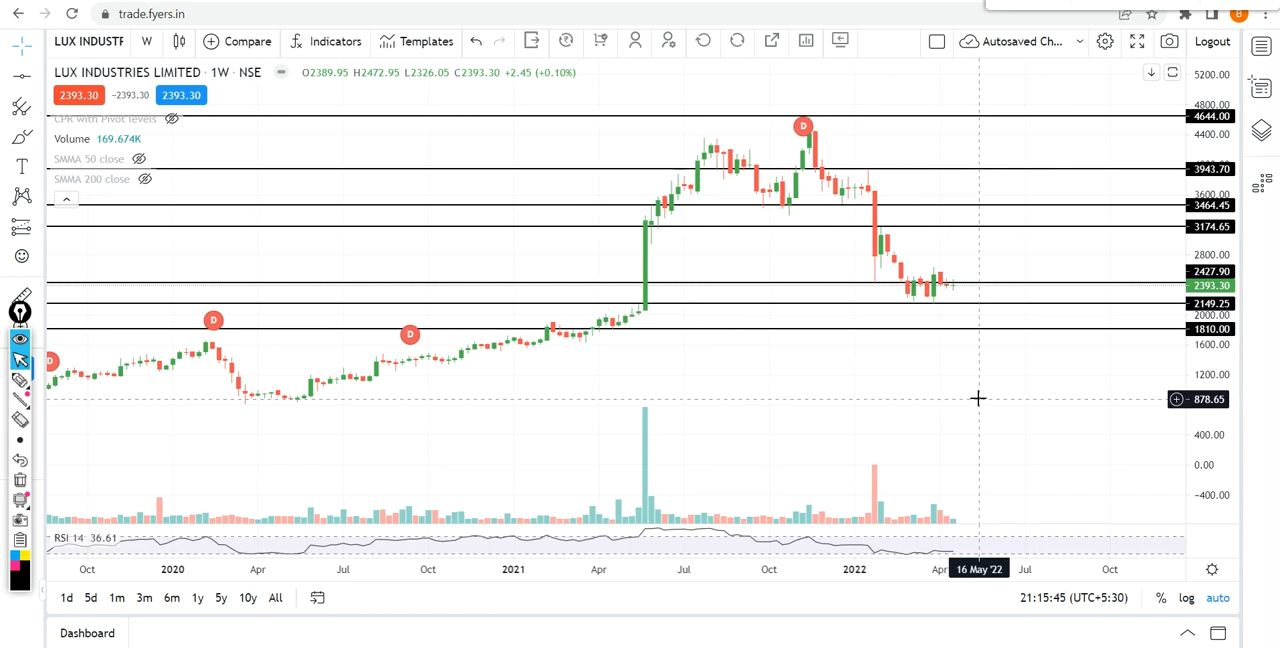 trade.fyers.in
B
LUX INDUSTF W Compare Indicators Templates Autosaved Ch... Logout
LUX INDUSTRIES LIMITED · 1W · NSE O2389.95 H2472.95 L2326.05 C2393.30 +2.45 (+0.10%)
2393.30 −2393.30 2393.30
CPR with Pivot levels
Volume 169.674K
SMMA 50 close
SMMA 200 close
5200.00
4800.00
4644.00
4400.00
3943.70
3600.00
3464.45
3174.65
2800.00
2427.90
2393.30
2149.25
2000.00
1810.00
1600.00
1200.00
878.65
400.00
0.00
−400.00
D
D
D
D
RSI 14 36.61
Oct 2020 Apr Jul Oct 2021 Apr Jul Oct 2022 Apr 16 May '22 Jul Oct
1d 5d 1m 3m 6m 1y 5y 10y All 21:15:45 (UTC+5:30) % log auto
Dashboard